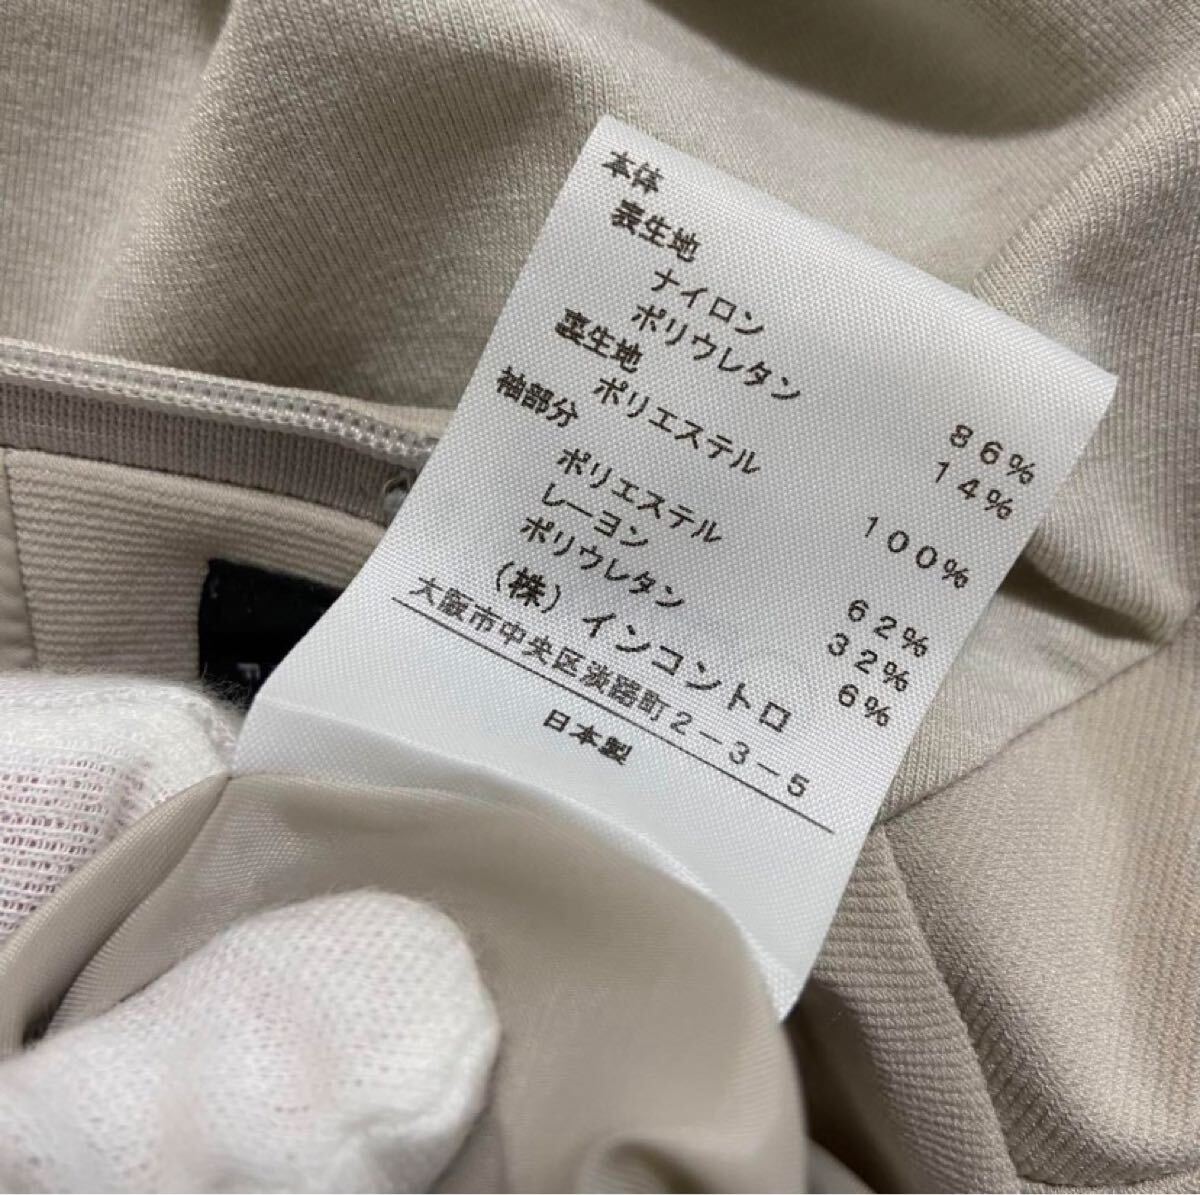 本体
表生地
ナイロン 86%
ポリウレタン 14%
裏生地
ポリエステル 100%
袖部分
ポリエステル 62%
レーヨン 32%
ポリウレタン 6%
(株)インコントロ
大阪市中央区淡路町2-3-5
日本製